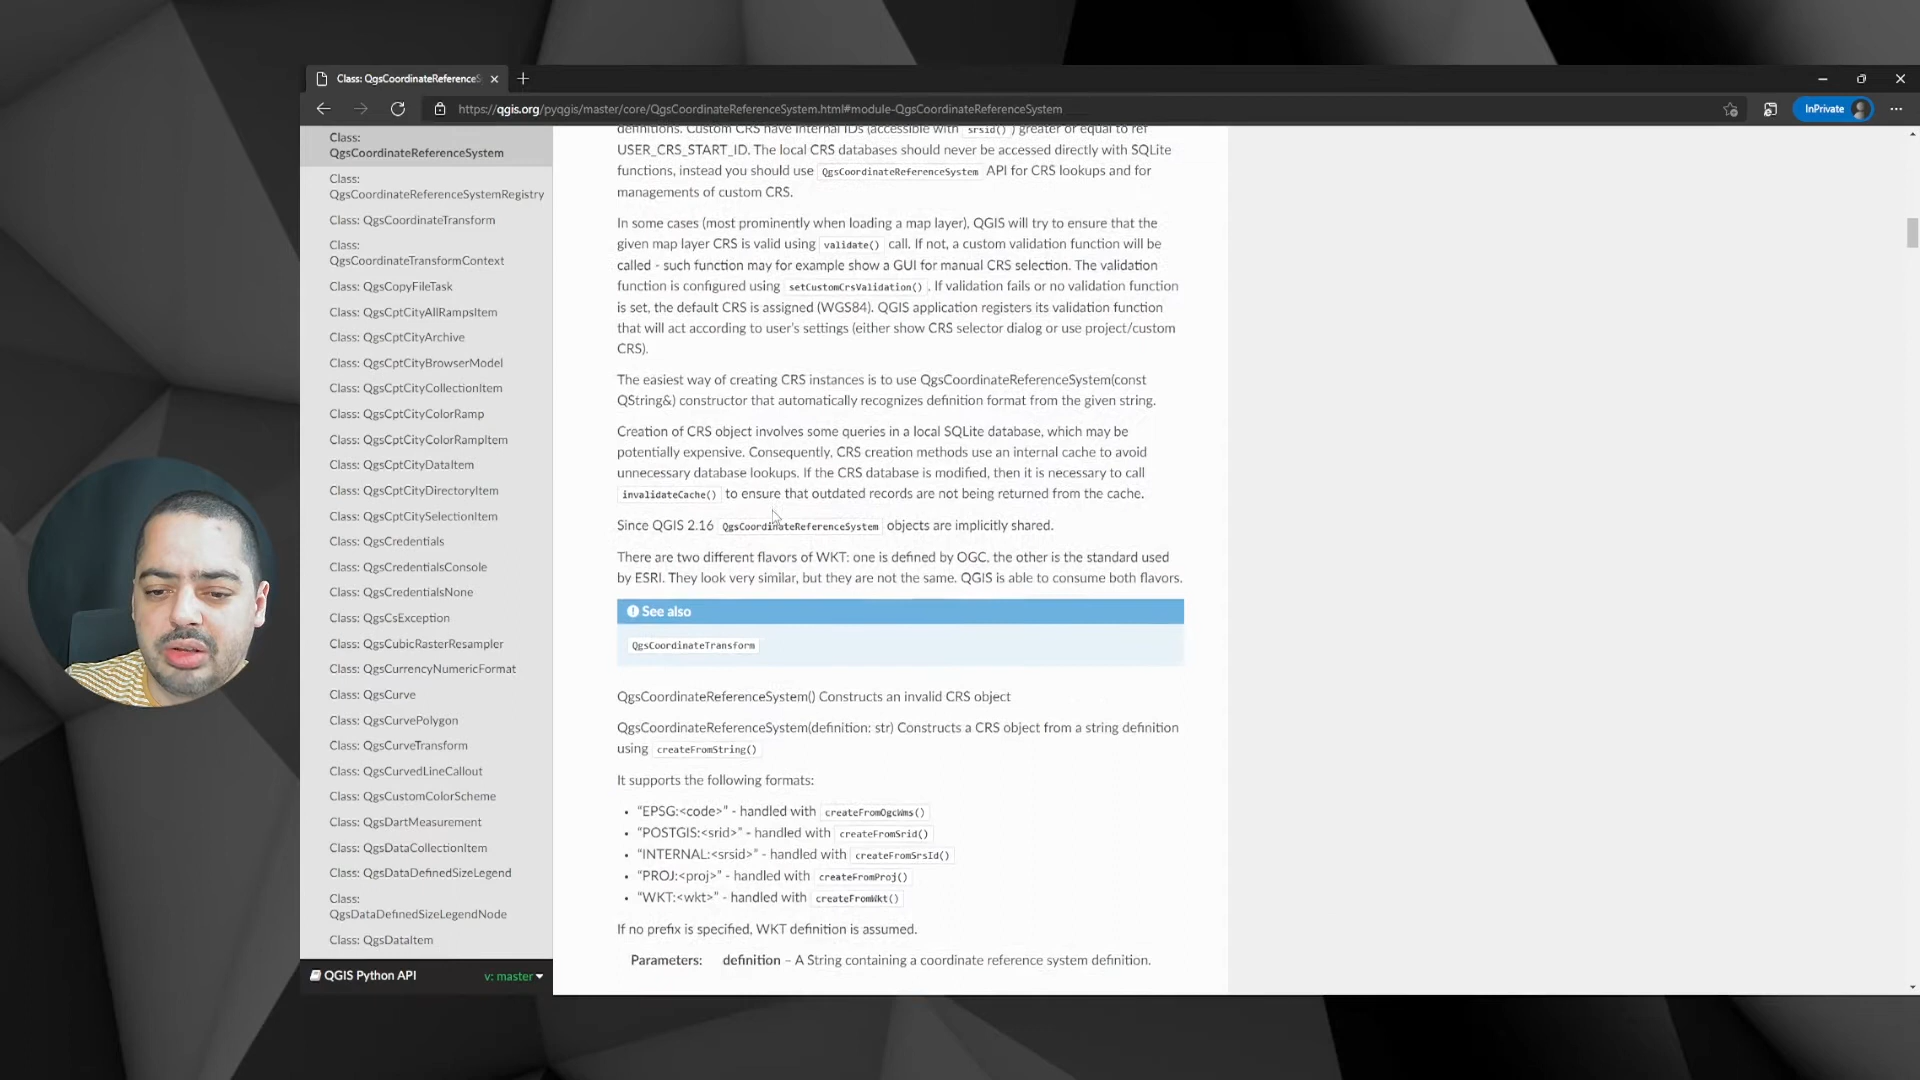 Class: QgsCoordinateReferenceS
https://qgis.org/pyqgis/master/core/QgsCoordinateReferenceSystem.html#module-QgsCoordinateReferenceSystem
InPrivate
Class:
QgsCoordinateReferenceSystem
Class:
QgsCoordinateReferenceSystemRegistry
Class: QgsCoordinateTransform
Class:
QgsCoordinateTransformContext
Class: QgsCopyFileTask
Class: QgsCptCityAllRampsItem
Class: QgsCptCityArchive
Class: QgsCptCityBrowserModel
Class: QgsCptCityCollectionItem
Class: QgsCptCityColorRamp
Class: QgsCptCityColorRampItem
Class: QgsCptCityDataItem
Class: QgsCptCityDirectoryItem
Class: QgsCptCitySelectionItem
Class: QgsCredentials
Class: QgsCredentialsConsole
Class: QgsCredentialsNone
Class: QgsCsException
Class: QgsCubicRasterResampler
Class: QgsCurrencyNumericFormat
Class: QgsCurve
Class: QgsCurvePolygon
Class: QgsCurveTransform
Class: QgsCurvedLineCallout
Class: QgsCustomColorScheme
Class: QgsDartMeasurement
Class: QgsDataCollectionItem
Class: QgsDataDefinedSizeLegend
Class:
QgsDataDefinedSizeLegendNode
Class: QgsDataItem
QGIS Python API
v: master
definitions. Custom CRS have internal IDs (accessible with srsid() ) greater or equal to ref
USER_CRS_START_ID. The local CRS databases should never be accessed directly with SQLite
functions, instead you should use QgsCoordinateReferenceSystem API for CRS lookups and for
managements of custom CRS.
In some cases (most prominently when loading a map layer), QGIS will try to ensure that the
given map layer CRS is valid using validate() call. If not, a custom validation function will be
called - such function may for example show a GUI for manual CRS selection. The validation
function is configured using setCustomCrsValidation() . If validation fails or no validation function
is set, the default CRS is assigned (WGS84). QGIS application registers its validation function
that will act according to user's settings (either show CRS selector dialog or use project/custom
CRS).
The easiest way of creating CRS instances is to use QgsCoordinateReferenceSystem(const
QString&) constructor that automatically recognizes definition format from the given string.
Creation of CRS object involves some queries in a local SQLite database, which may be
potentially expensive. Consequently, CRS creation methods use an internal cache to avoid
unnecessary database lookups. If the CRS database is modified, then it is necessary to call
invalidateCache() to ensure that outdated records are not being returned from the cache.
Since QGIS 2.16 QgsCoordinateReferenceSystem objects are implicitly shared.
There are two different flavors of WKT: one is defined by OGC, the other is the standard used
by ESRI. They look very similar, but they are not the same. QGIS is able to consume both flavors.
See also
QgsCoordinateTransform
QgsCoordinateReferenceSystem() Constructs an invalid CRS object
QgsCoordinateReferenceSystem(definition: str) Constructs a CRS object from a string definition
using createFromString()
It supports the following formats:
• “EPSG:<code>” - handled with createFromOgcWms()
• “POSTGIS:<srid>” - handled with createFromSrid()
• “INTERNAL:<srsid>” - handled with createFromSrsId()
• “PROJ:<proj>” - handled with createFromProj()
• “WKT:<wkt>” - handled with createFromWkt()
If no prefix is specified, WKT definition is assumed.
Parameters: definition – A String containing a coordinate reference system definition.